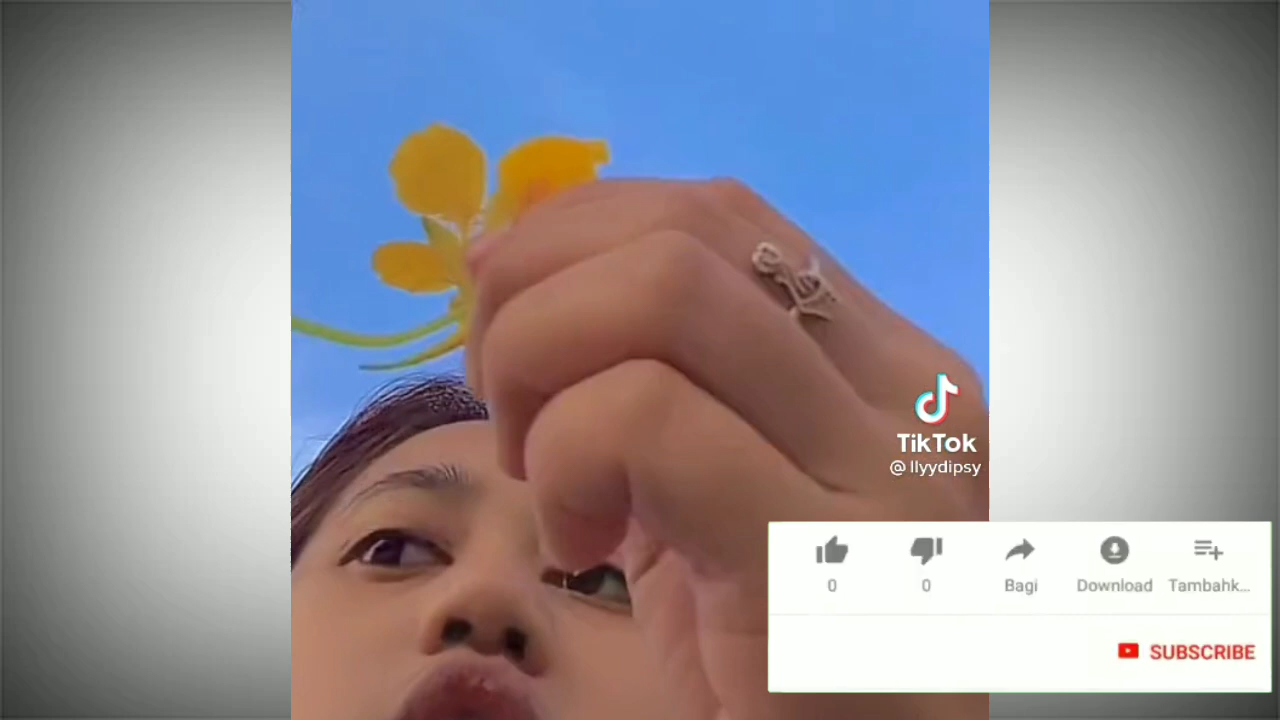 TikTok
@llyydipsy
0
0
Bagi
Download
Tambahk...
SUBSCRIBE